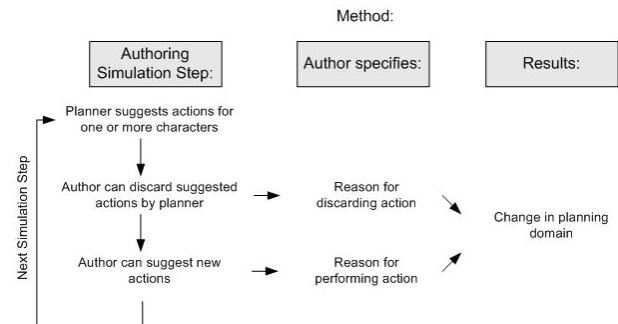 Method:
Authoring
Simulation Step:
Author specifies:
Results:
Planner suggests actions for
one or more characters
Next Simulation Step
Author can discard suggested
actions by planner
Reason for
discarding action
Change in planning
domain
Author can suggest new
actions
Reason for
performing action